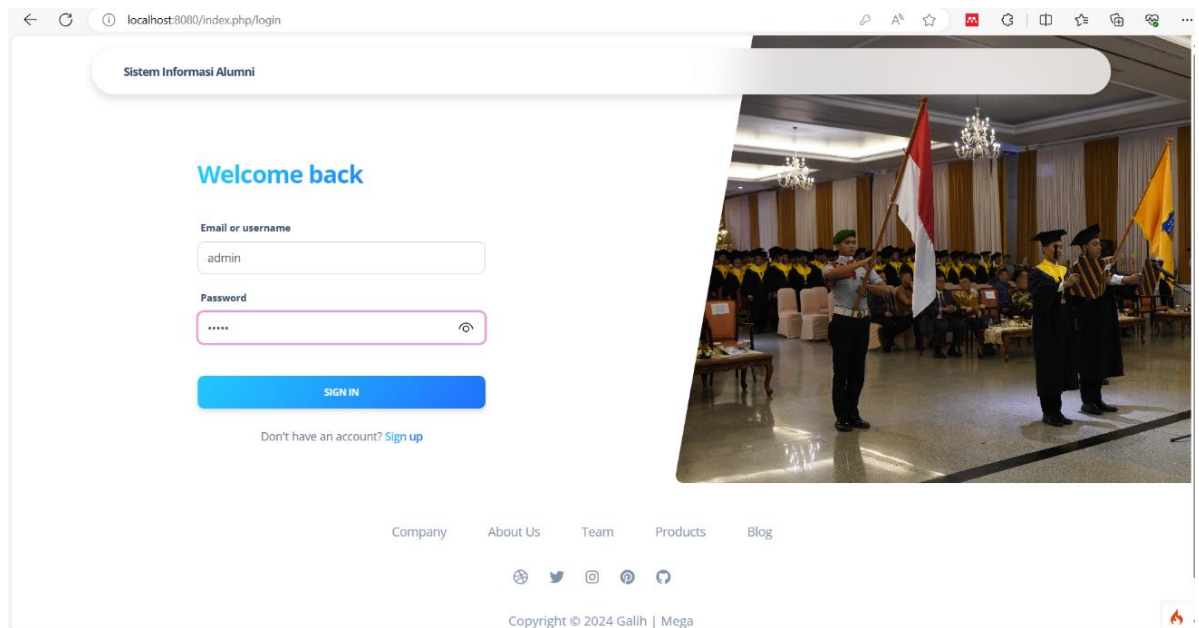 localhost:8080/index.php/login
Sistem Informasi Alumni
Welcome back
Email or username
admin
Password
•••••
SIGN IN
Don't have an account? Sign up
Company About Us Team Products Blog
Copyright © 2024 Galih | Mega